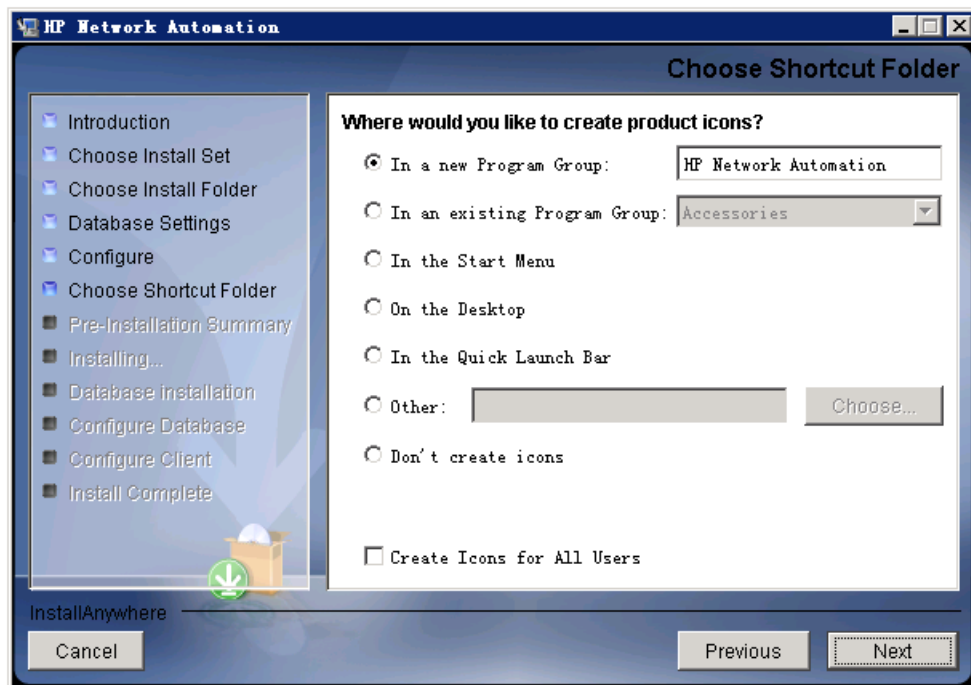 HP Network Automation
Choose Shortcut Folder
Introduction
Choose Install Set
Choose Install Folder
Database Settings
Configure
Choose Shortcut Folder
Pre-Installation Summary
Installing...
Database installation
Configure Database
Configure Client
Install Complete
Where would you like to create product icons?
In a new Program Group: HP Network Automation
In an existing Program Group: Accessories
In the Start Menu
On the Desktop
In the Quick Launch Bar
Other: Choose...
Don't create icons
Create Icons for All Users
InstallAnywhere
Cancel Previous Next